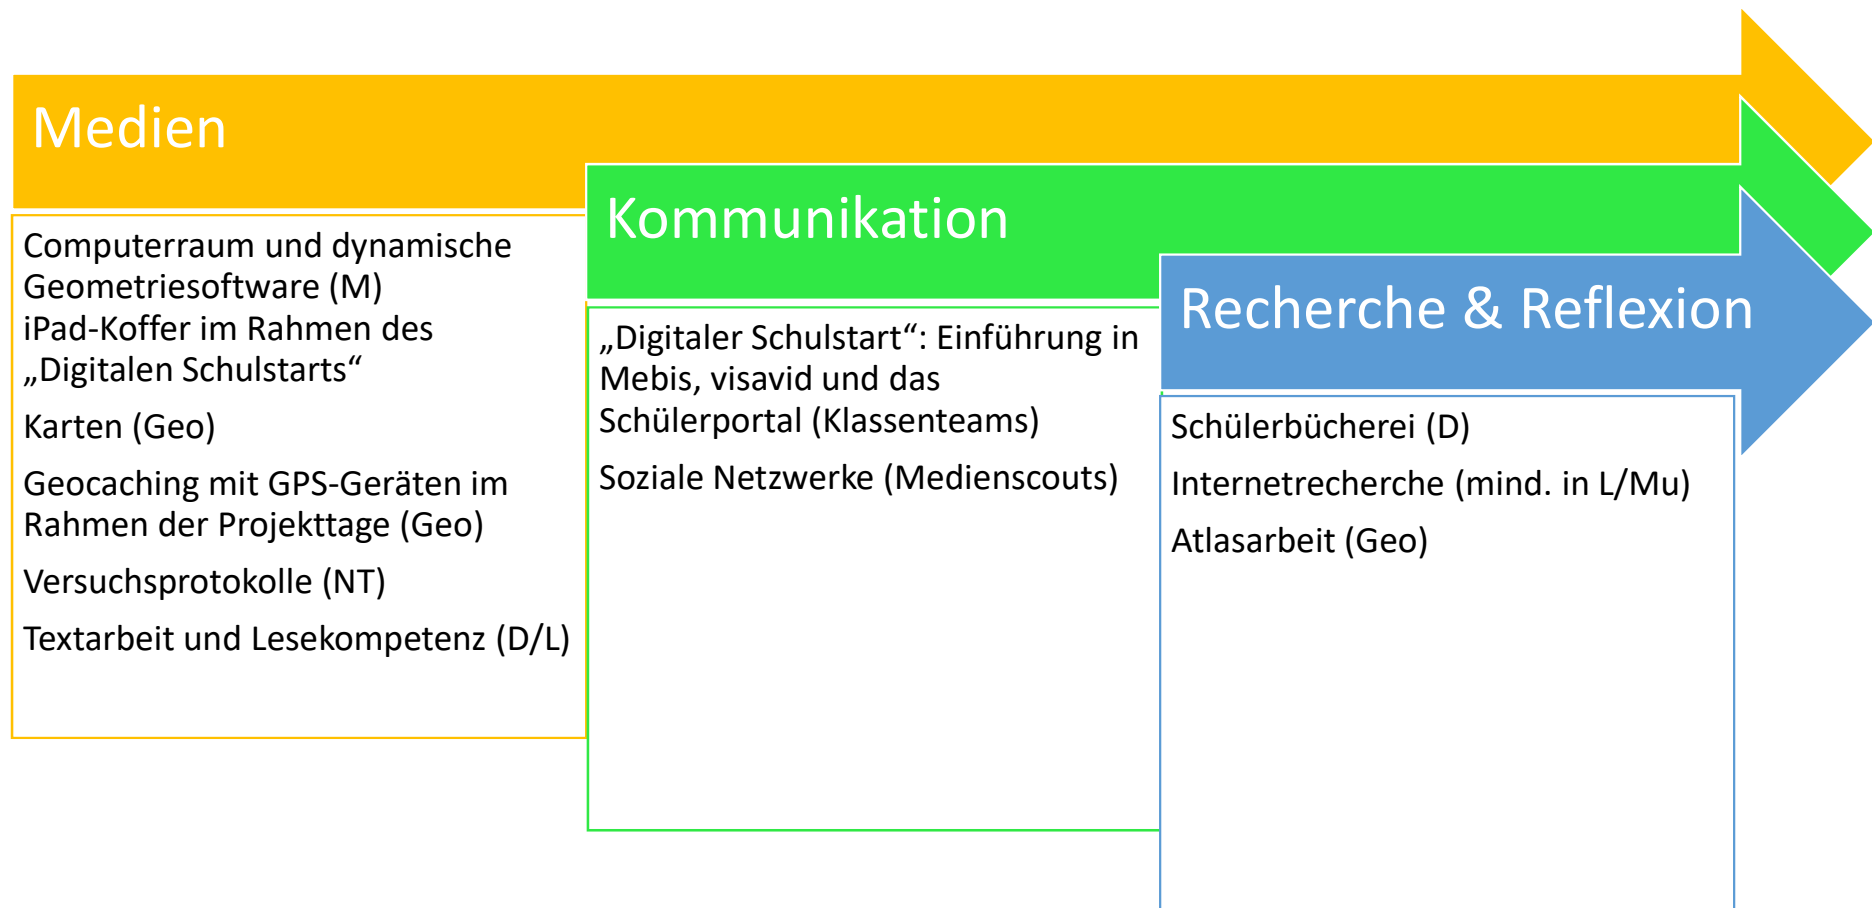 Medien
Computerraum und dynamische
Geometriesoftware (M)
iPad-Koffer im Rahmen des
„Digitalen Schulstarts“
Karten (Geo)
Geocaching mit GPS-Geräten im
Rahmen der Projekttage (Geo)
Versuchsprotokolle (NT)
Textarbeit und Lesekompetenz (D/L)
Kommunikation
„Digitaler Schulstart“: Einführung in
Mebis, visavid und das
Schülerportal (Klassenteams)
Soziale Netzwerke (Medienscouts)
Recherche & Reflexion
Schülerbücherei (D)
Internetrecherche (mind. in L/Mu)
Atlasarbeit (Geo)